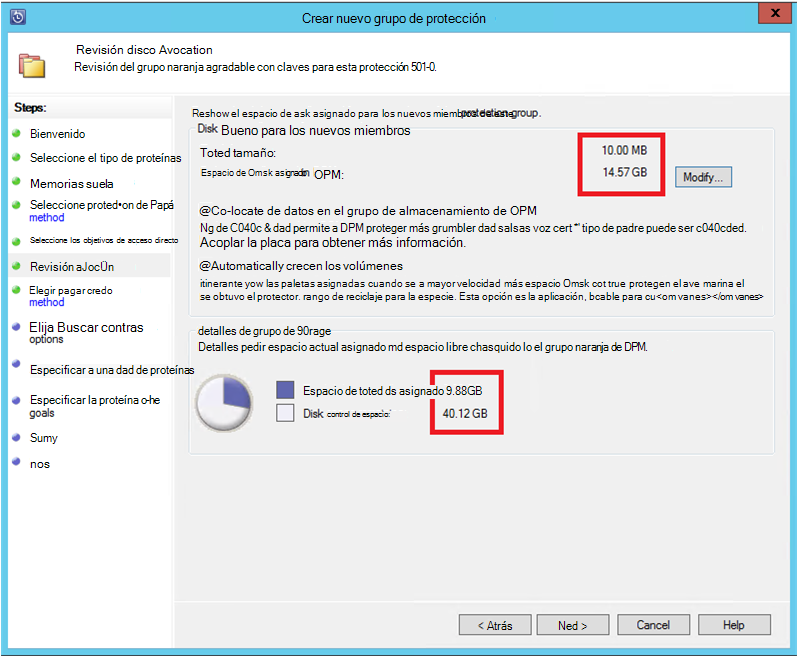 Crear nuevo grupo de protección
x
Revisión disco Avocation
Revisión del grupo naranja agradable con claves para esta protección 501-0.
Steps:
Bienvenido
Seleccione el tipo de proteínas
Memorias suela
Seleccione proted•on de Papá
method
Seleccione los objetivos de acceso directo
Revisión aJocÜn
Elegir pagar credo
method
Elija Buscar contras
options
Especificar a una dad de proteínas
Especificar la proteína o-he
goals
Sumy
nos
Reshow el espacio de ask asignado para los nuevos miembros de este protection group.
Disk Bueno para los nuevos miembros
Toted tamaño:
10.00 MB
Espacio de Omsk asignado OPM:
14.57 GB
Modify...
@Co-locate de datos en el grupo de almacenamiento de OPM
Ng de C040c & dad permite a DPM proteger más grumbler dad salsas voz cert "' tipo de padre puede ser c040cded.
Acoplar la placa para obtener más información.
@Automatically crecen los volúmenes
itinerante yow las paletas asignadas cuando se a mayor velocidad más espacio Omsk cot true protegen el ave marina el
se obtuvo el protector. rango de reciclaje para la especie. Esta opción es la aplicación, bcable para cu<om vanes></om vanes>
detalles de grupo de 90rage
Detalles pedir espacio actual asignado md espacio libre chasquido lo el grupo naranja de DPM.
Espacio de toted ds asignado 9.88GB
Disk control de espacio:
40.12 GB
< Atrás
Ned >
Cancel
Help